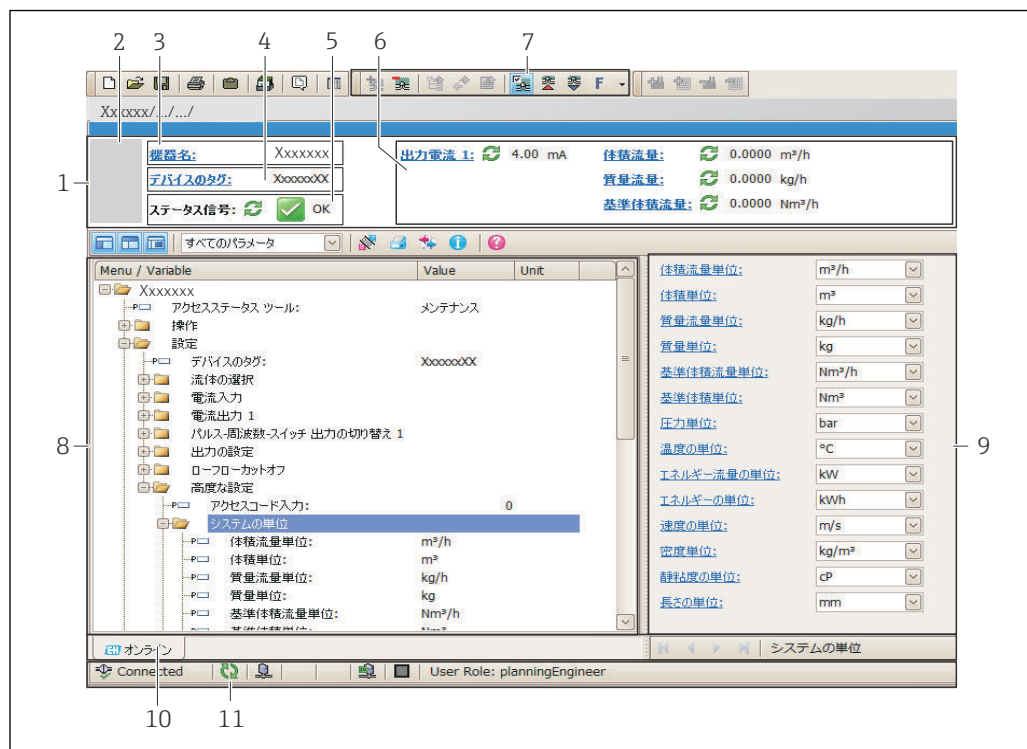 2 3 4 5 6 7
F
Xxxxxx/../../
機器名: Xxxxxxx
デバイスのタグ: XxxxxxXX
ステータス信号: OK
出力電流 1: 4.00 mA
体積流量: 0.0000 m³/h
質量流量: 0.0000 kg/h
基準体積流量: 0.0000 Nm³/h
1
すべてのパラメータ
Menu / Variable Value Unit
Xxxxxxx
アクセスステータス ツール: メンテナンス
操作
設定
デバイスのタグ: XxxxxxXX
流体の選択
電流入力
電流出力 1
パルス-周波数-スイッチ 出力の切り替え 1
出力の設定
ローフローカットオフ
高度な設定
アクセスコード入力: 0
システムの単位
体積流量単位: m³/h
体積単位: m³
質量流量単位: kg/h
質量単位: kg
基準体積流量単位: Nm³/h
基準体積単位: Nm³
8
体積流量単位: m³/h
体積単位: m³
質量流量単位: kg/h
質量単位: kg
基準体積流量単位: Nm³/h
基準体積単位: Nm³
圧力単位: bar
温度の単位: °C
エネルギー流量の単位: kW
エネルギーの単位: kWh
速度の単位: m/s
密度単位: kg/m³
静粘度の単位: cP
長さの単位: mm
9
オンライン
システムの単位
Connected User Role: planningEngineer
10 11